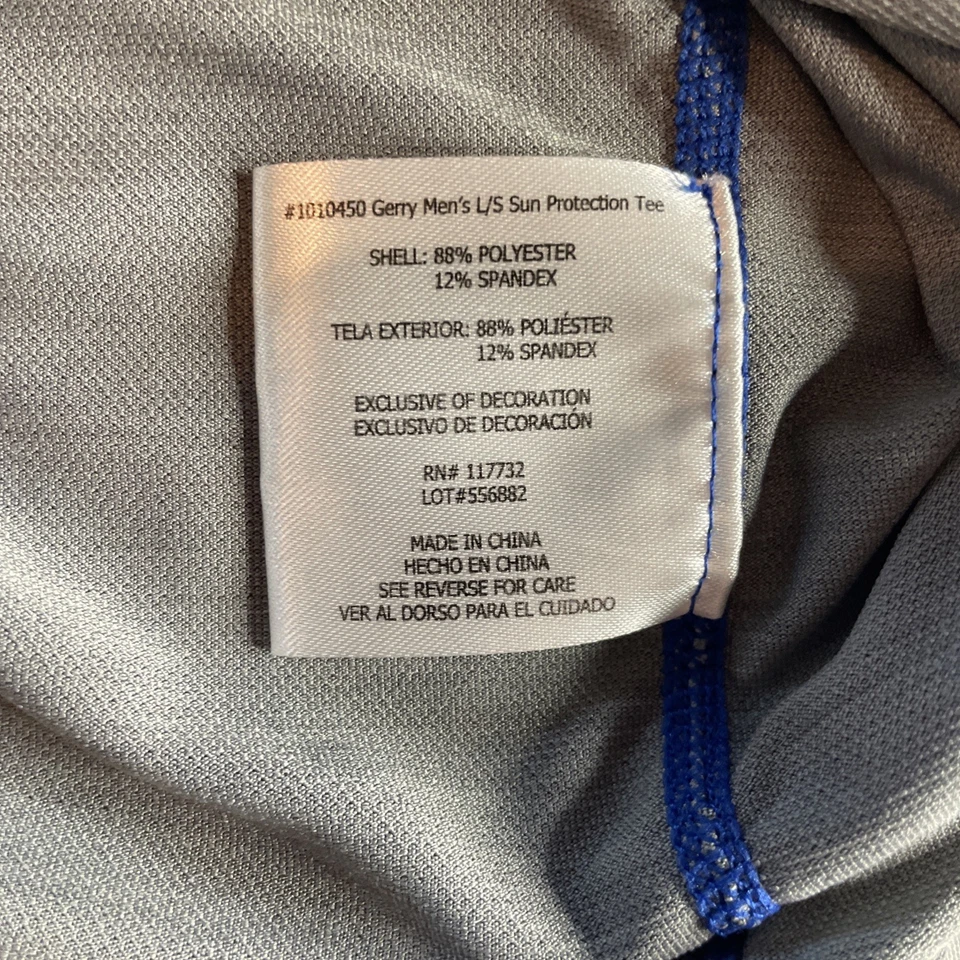 #1010450 Gerry Men's L/S Sun Protection Tee
SHELL: 88% POLYESTER
12% SPANDEX
TELA EXTERIOR: 88% POLIÉSTER
12% SPANDEX
EXCLUSIVE OF DECORATION
EXCLUSIVO DE DECORACIÓN
RN# 117732
LOT#556882
MADE IN CHINA
HECHO EN CHINA
SEE REVERSE FOR CARE
VER AL DORSO PARA EL CUIDADO